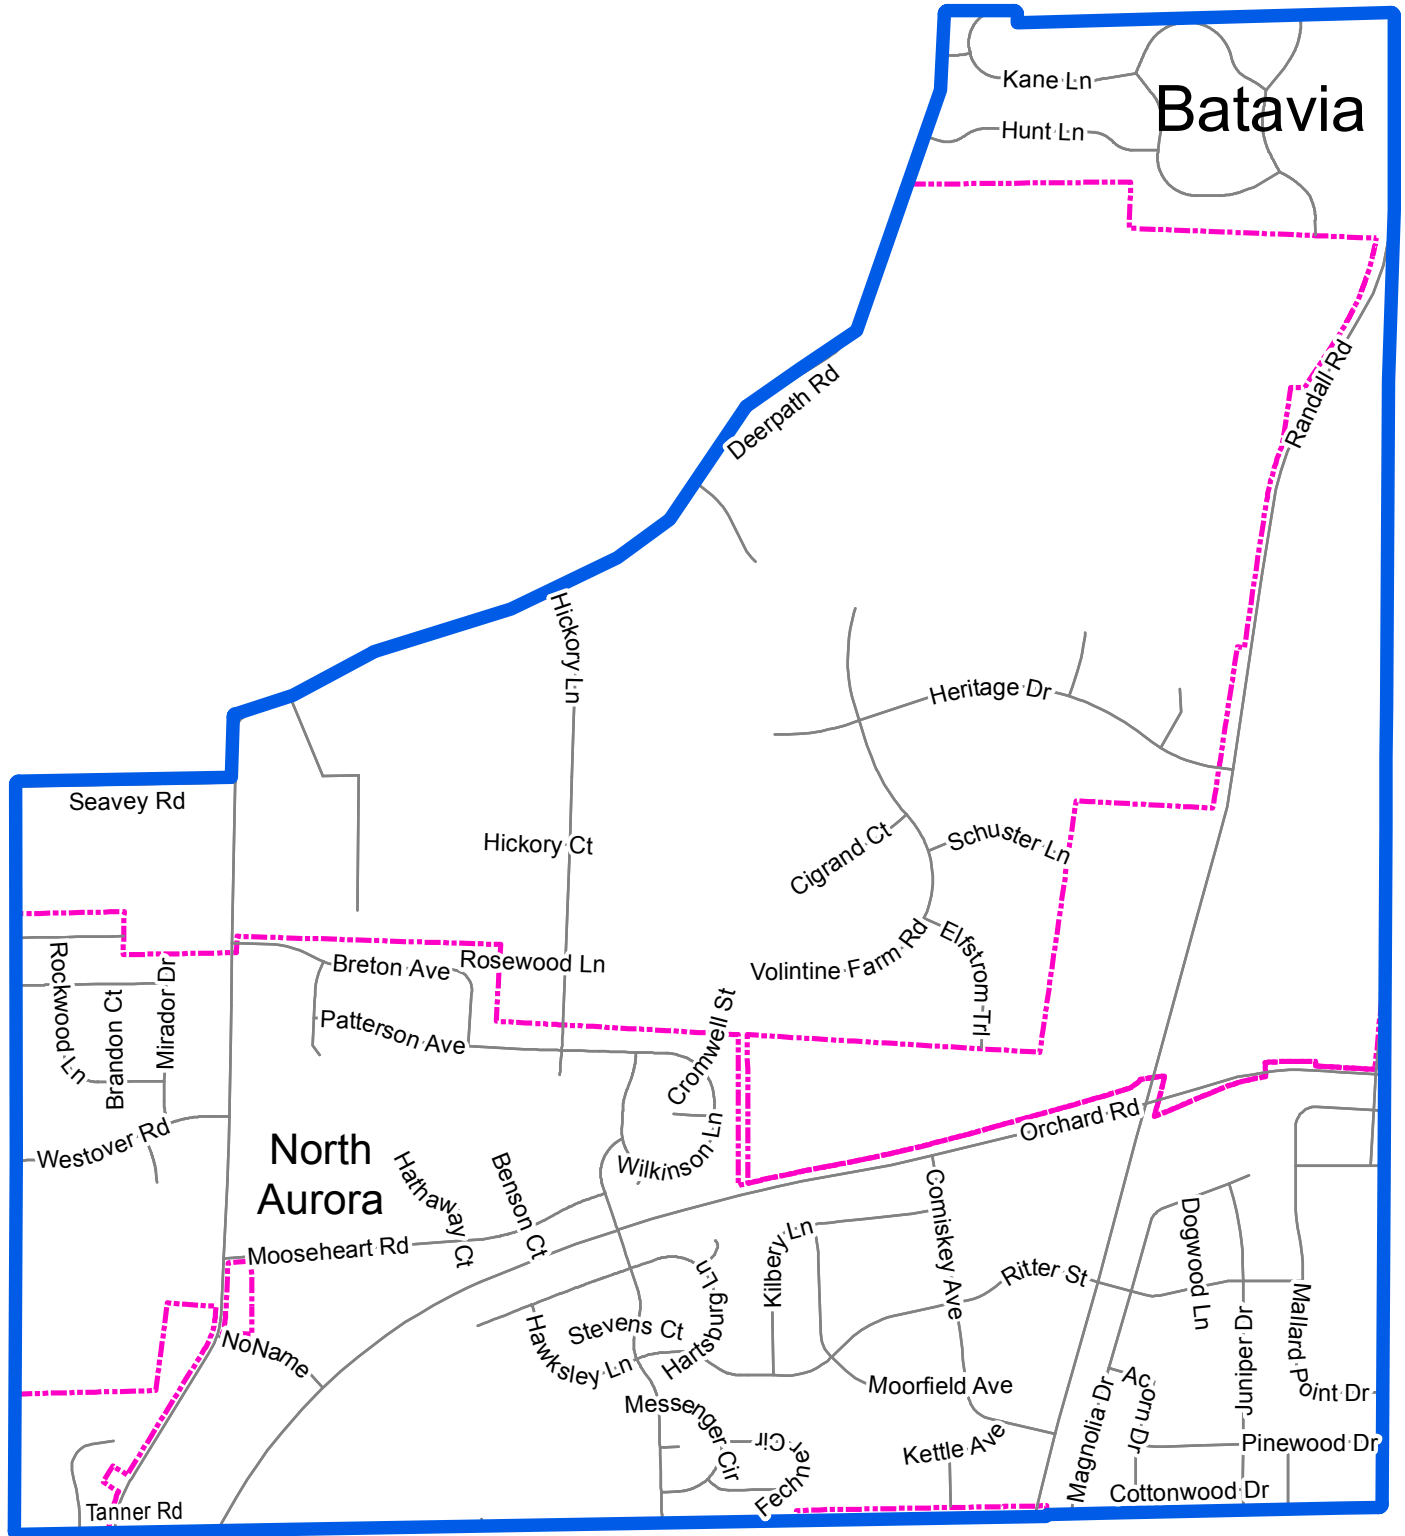 Kane Ln
Batavia
Hunt Ln
Randall Rd
Deerpath Rd
Hickory Ln
Heritage Dr
Seavey Rd
Hickory Ct
Cigrand Ct
Schuster Ln
Rockwood Ln
Brandon Ct
Mirador Dr
Breton Ave
Rosewood Ln
Volintine Farm Rd
Elfstrom Trl
Patterson Ave
Cromwell St
Westover Rd
North
Aurora
Hathaway Ct
Benson Ct
Wilkinson Ln
Orchard Rd
Mooseheart Rd
Comiskey Ave
Kilbery Ln
Dogwood Ln
Ritter St
Hartsburg Ln
NoName
Hawksley Ln
Stevens Ct
Juniper Dr
Mallard Point Dr
Moorfield Ave
Acorn Dr
Magnolia Dr
Messenger Cir
Fechner Cir
Kettle Ave
Pinewood Dr
Cottonwood Dr
Tanner Rd